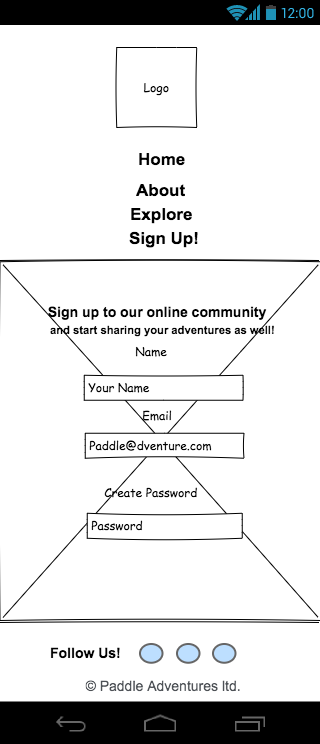 12:00
Logo
Home
About
Explore
Sign Up!
Sign up to our online community
and start sharing your adventures as well!
Name
Your Name
Email
Paddle@dventure.com
Create Password
Password
Follow Us!
© Paddle Adventures ltd.